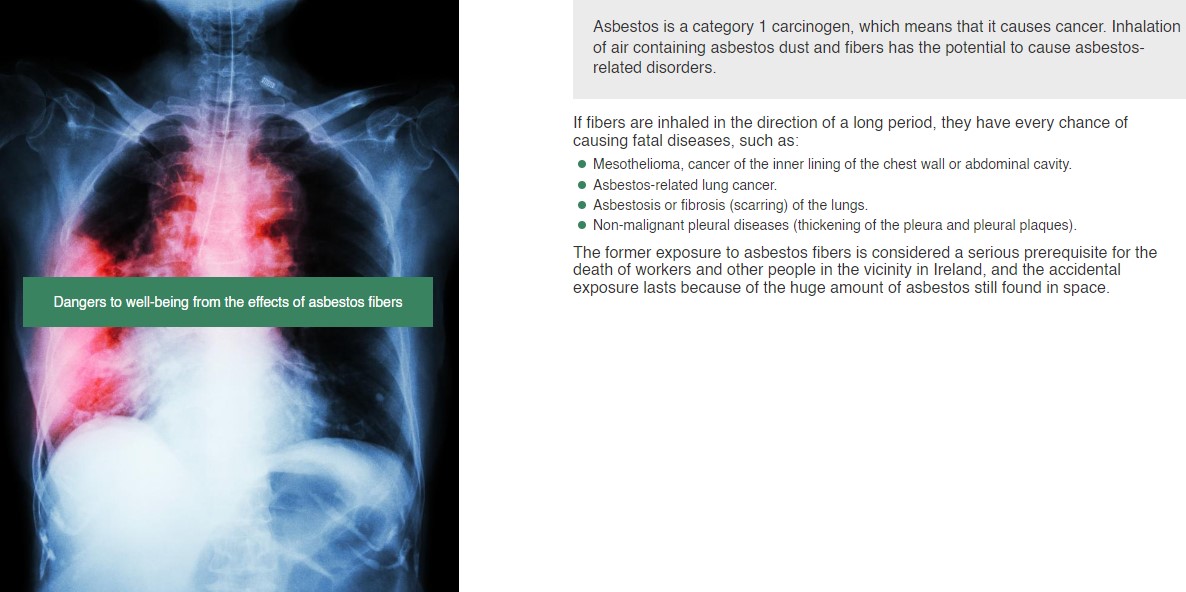 Dangers to well-being from the effects of asbestos fibers
Asbestos is a category 1 carcinogen, which means that it causes cancer. Inhalation
of air containing asbestos dust and fibers has the potential to cause asbestos-
related disorders.
If fibers are inhaled in the direction of a long period, they have every chance of
causing fatal diseases, such as:
Mesothelioma, cancer of the inner lining of the chest wall or abdominal cavity.
Asbestos-related lung cancer.
Asbestosis or fibrosis (scarring) of the lungs.
Non-malignant pleural diseases (thickening of the pleura and pleural plaques).
The former exposure to asbestos fibers is considered a serious prerequisite for the
death of workers and other people in the vicinity in Ireland, and the accidental
exposure lasts because of the huge amount of asbestos still found in space.